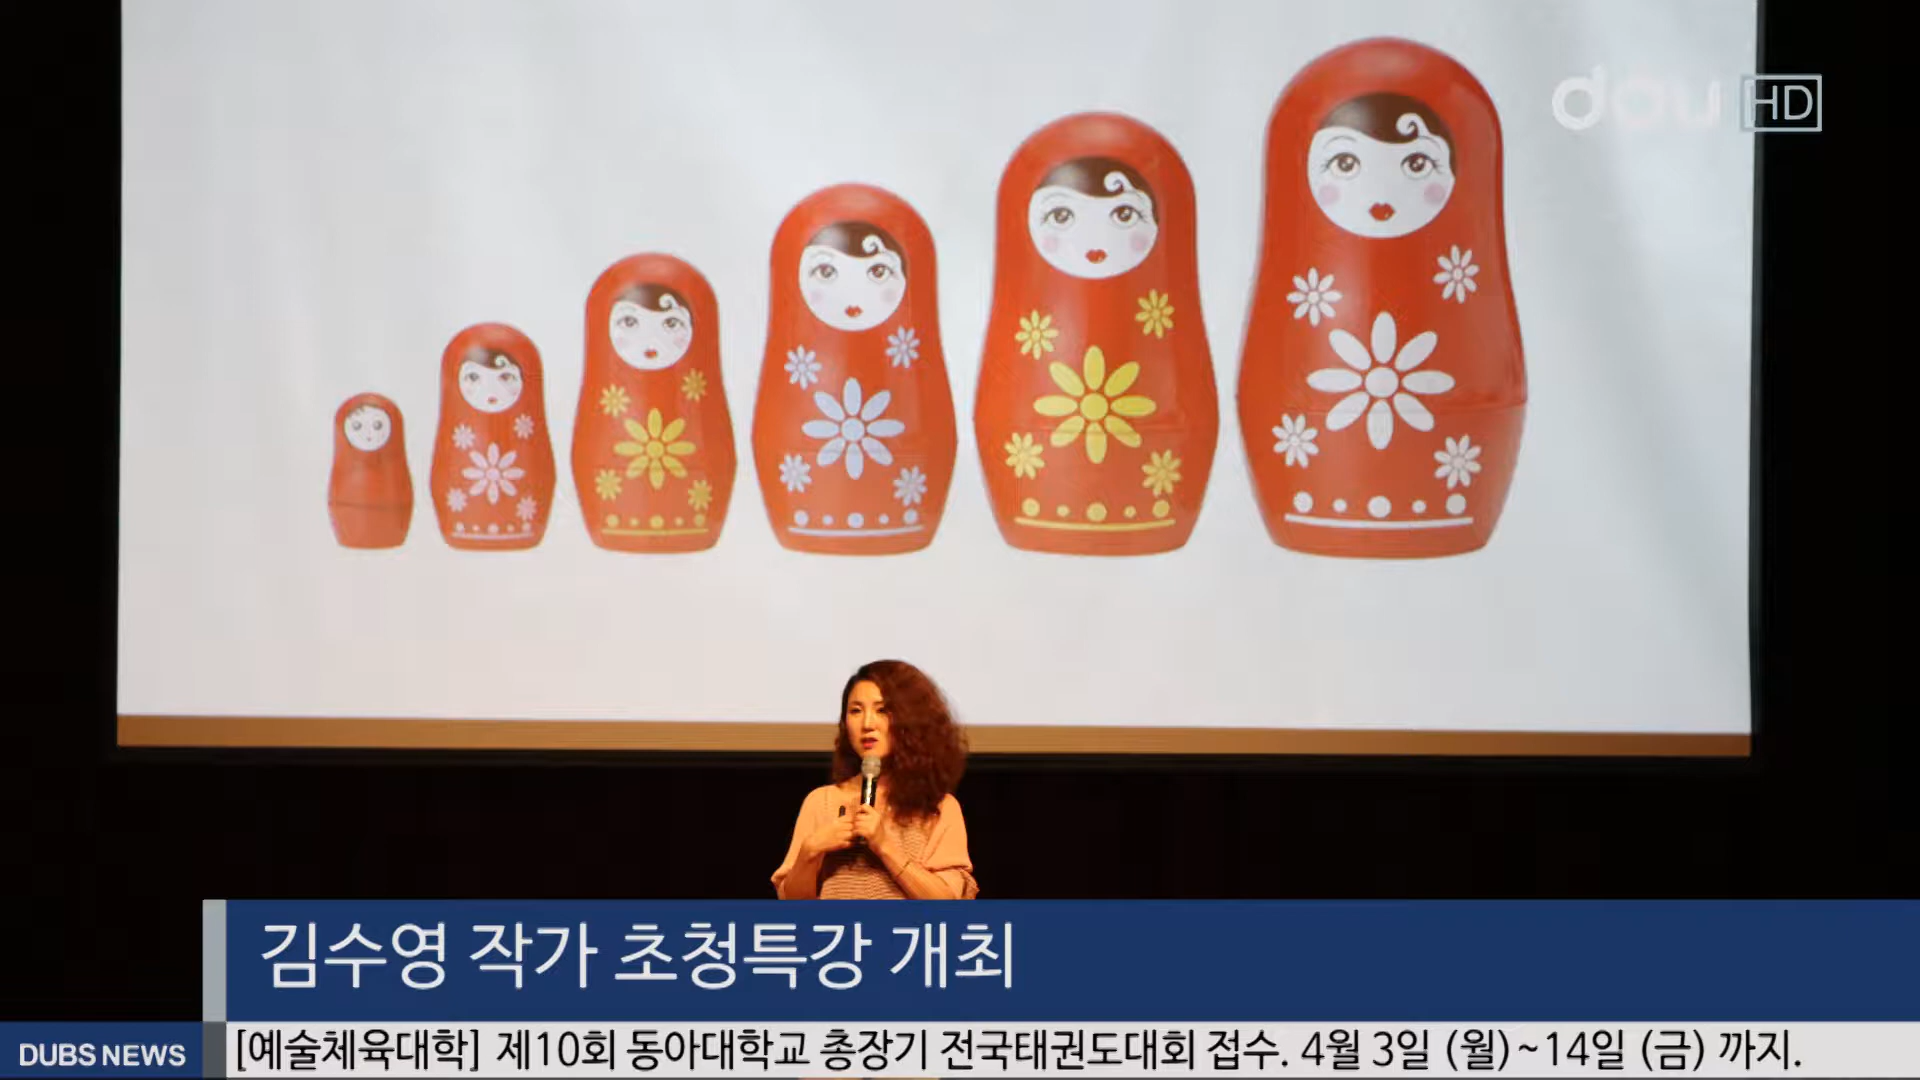 dau HD
김수영 작가 초청특강 개최
DUBS NEWS
[예술체육대학] 제10회 동아대학교 총장기 전국태권도대회 접수. 4월 3일 (월)~14일 (금) 까지.